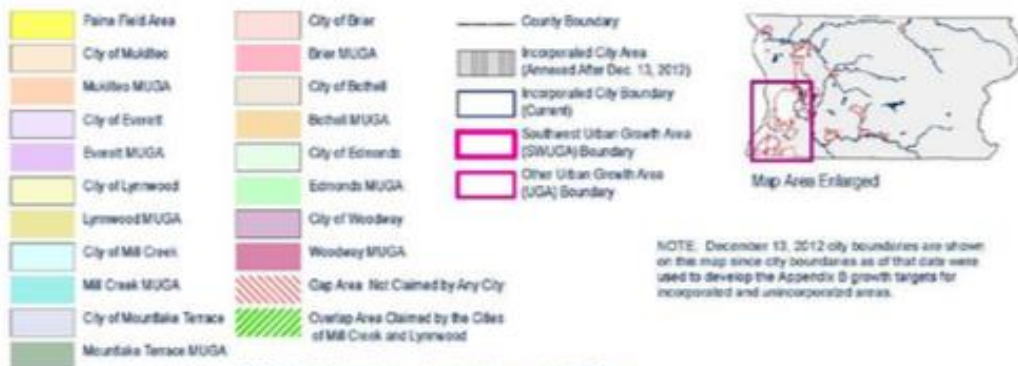 Paine Field Area
City of Mukilteo
Mukilteo MUGA
City of Everett
Everett MUGA
City of Lynnwood
Lynnwood MUGA
City of Mill Creek
Mill Creek MUGA
City of Mountlake Terrace
Mountlake Terrace MUGA
City of Brier
Brier MUGA
City of Bothell
Bothell MUGA
City of Edmonds
Edmonds MUGA
City of Woodway
Woodway MUGA
Gap Area Not Claimed by Any City
Overlap Area Claimed by the Cities
of Mill Creek and Lynnwood
County Boundary
Incorporated City Area
(Annexed After Dec. 13, 2012)
Incorporated City Boundary
(Current)
Southwest Urban Growth Area
(SWUGA) Boundary
Other Urban Growth Area
(UGA) Boundary
Map Area Enlarged
NOTE: December 13, 2012 city boundaries are shown
on this map since city boundaries as of that date were
used to develop the Appendix B growth targets for
incorporated and unincorporated areas.